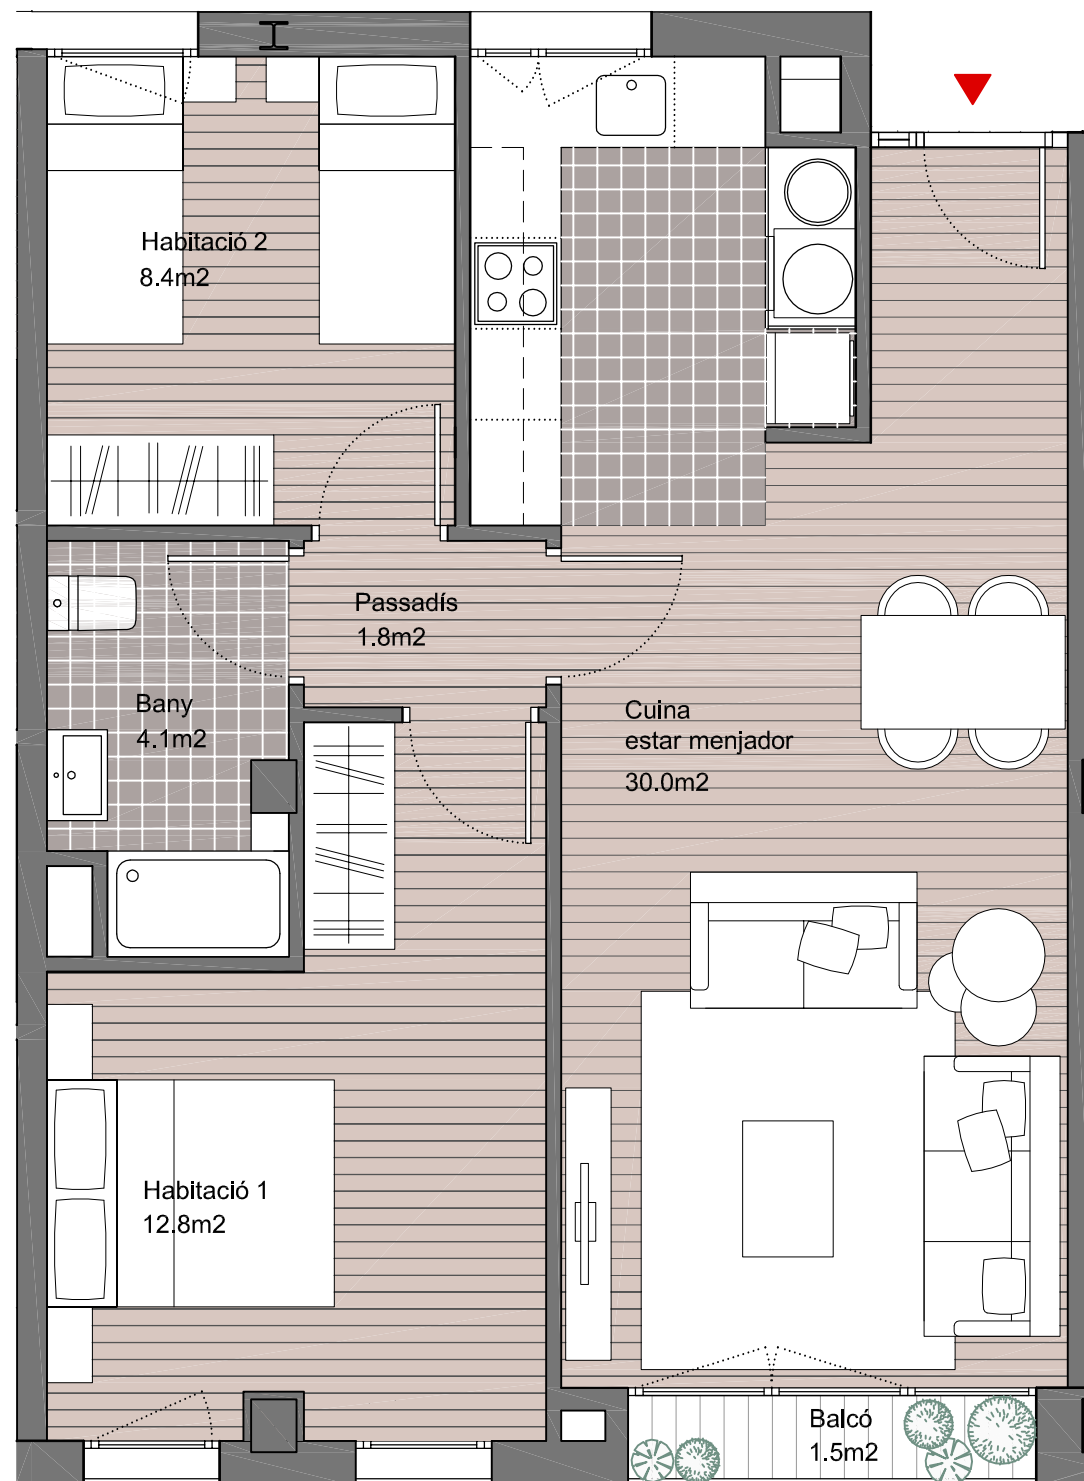 Habitació 2
8.4m2
Passadís
1.8m2
Bany
4.1m2
Cuina
estar menjador
30.0m2
Habitació 1
12.8m2
Balcó
1.5m2